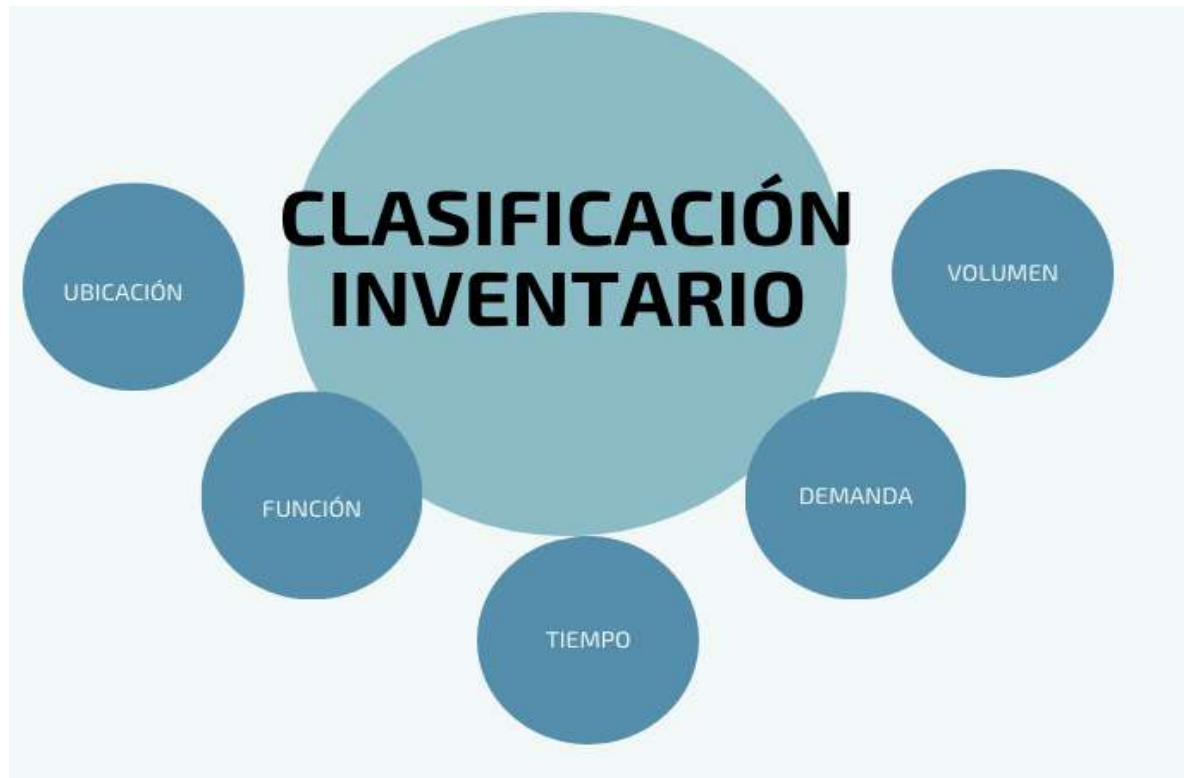 CLASIFICACIÓN
INVENTARIO
UBICACIÓN
FUNCIÓN
TIEMPO
DEMANDA
VOLUMEN